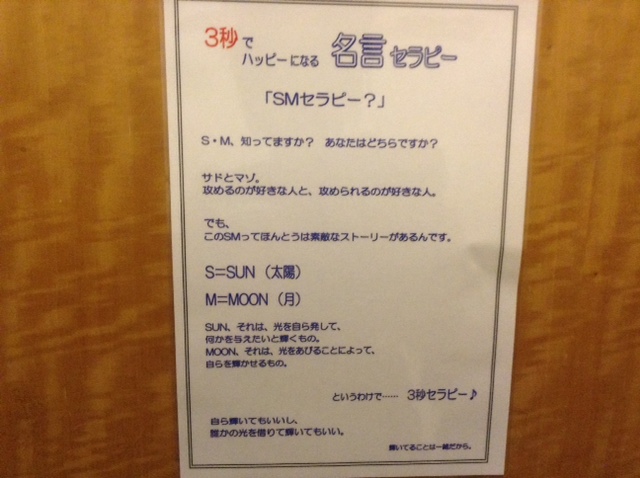 3秒で
ハッピーになる 名言セラピー
「SMセラピー？」
S・M、知ってますか？ あなたはどちらですか？
サドとマゾ。
攻めるのが好きな人と、攻められるのが好きな人。
でも、
このSMってほんとうは素敵なストーリーがあるんです。
S=SUN（太陽）
M=MOON（月）
SUN、それは、光を自ら発して、
何かを与えたいと輝くもの。
MOON、それは、光をあびることによって、
自らを輝かせるもの。
というわけで…… 3秒セラピー♪
自ら輝いてもいいし、
誰かの光を借りて輝いてもいい。
輝いてることは一緒だから。